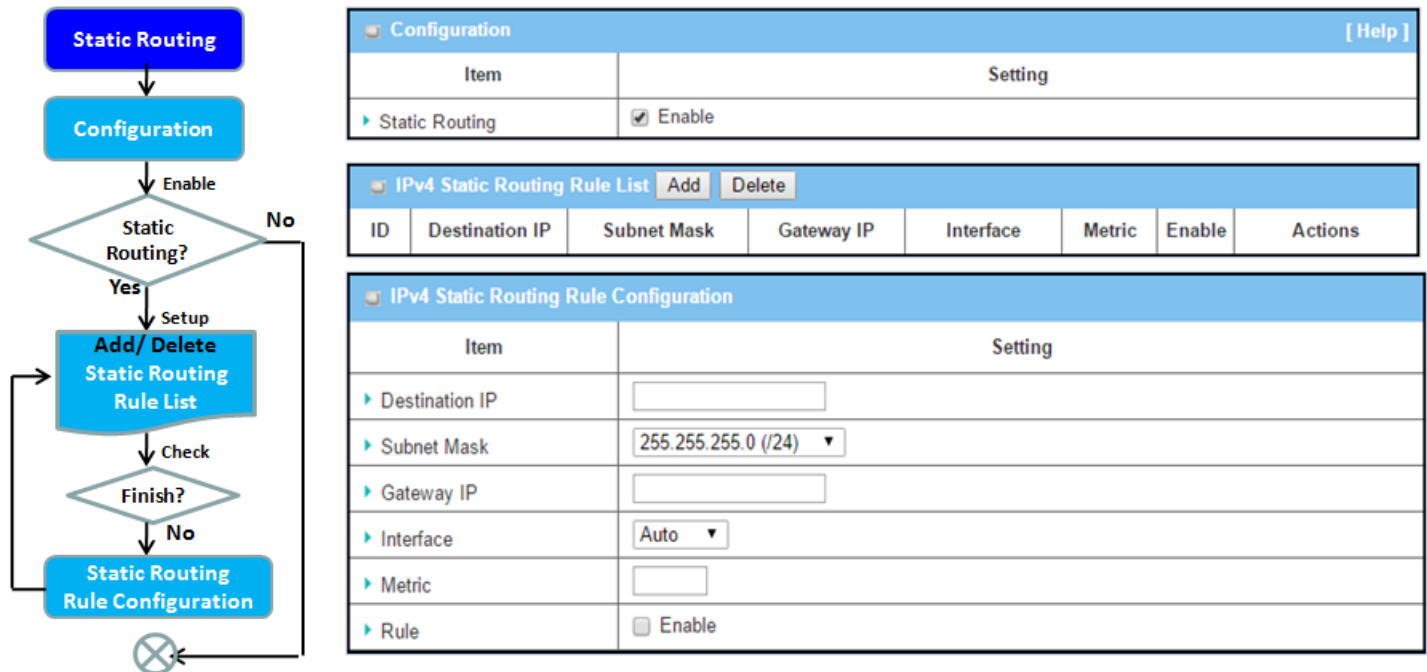 Static Routing
Configuration
Enable
Static
Routing?
No
Yes
Setup
Add/ Delete
Static Routing
Rule List
Check
Finish?
No
Static Routing
Rule Configuration
Configuration [ Help ]
Item Setting
Static Routing Enable
IPv4 Static Routing Rule List Add Delete
ID Destination IP Subnet Mask Gateway IP Interface Metric Enable Actions
IPv4 Static Routing Rule Configuration
Item Setting
Destination IP
Subnet Mask 255.255.255.0 (/24)
Gateway IP
Interface Auto
Metric
Rule Enable